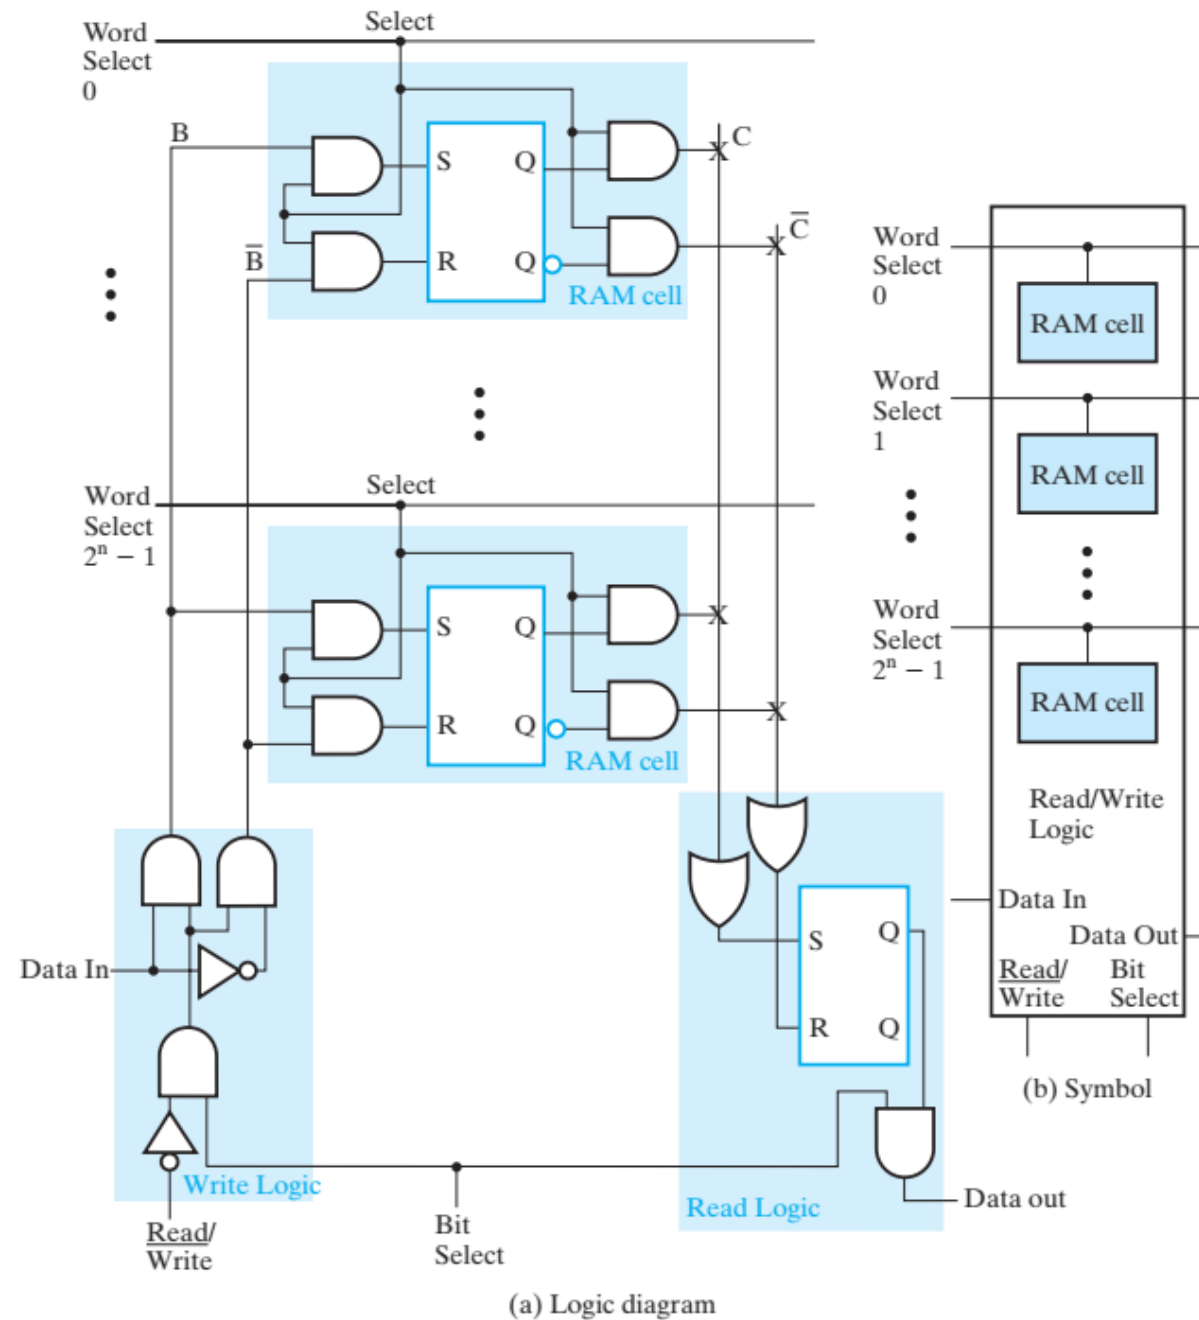 Select
Word
Select
0
B
C
S
Q
B̅
C̅
R
Q
RAM cell
Select
Word
Select
2ⁿ − 1
S
Q
R
Q
RAM cell
Data In
S
Q
R
Q
Write Logic
Read/
Write
Bit
Select
Read Logic
Data out
(a) Logic diagram
Word
Select
0
RAM cell
Word
Select
1
RAM cell
Word
Select
2ⁿ − 1
RAM cell
Read/Write
Logic
Data In
Data Out
Read/
Write
Bit
Select
(b) Symbol